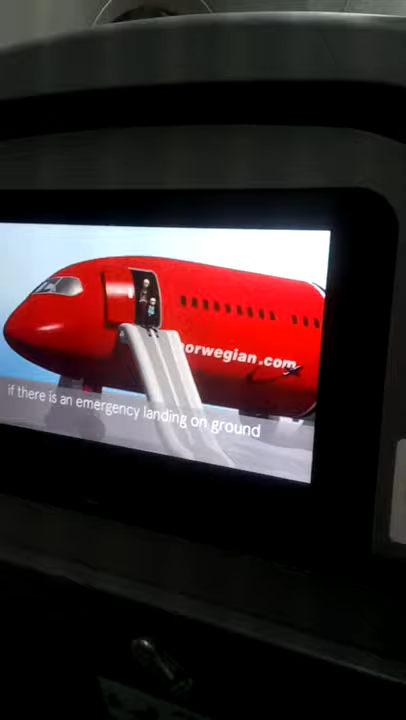 norwegian.com
if there is an emergency landing on ground